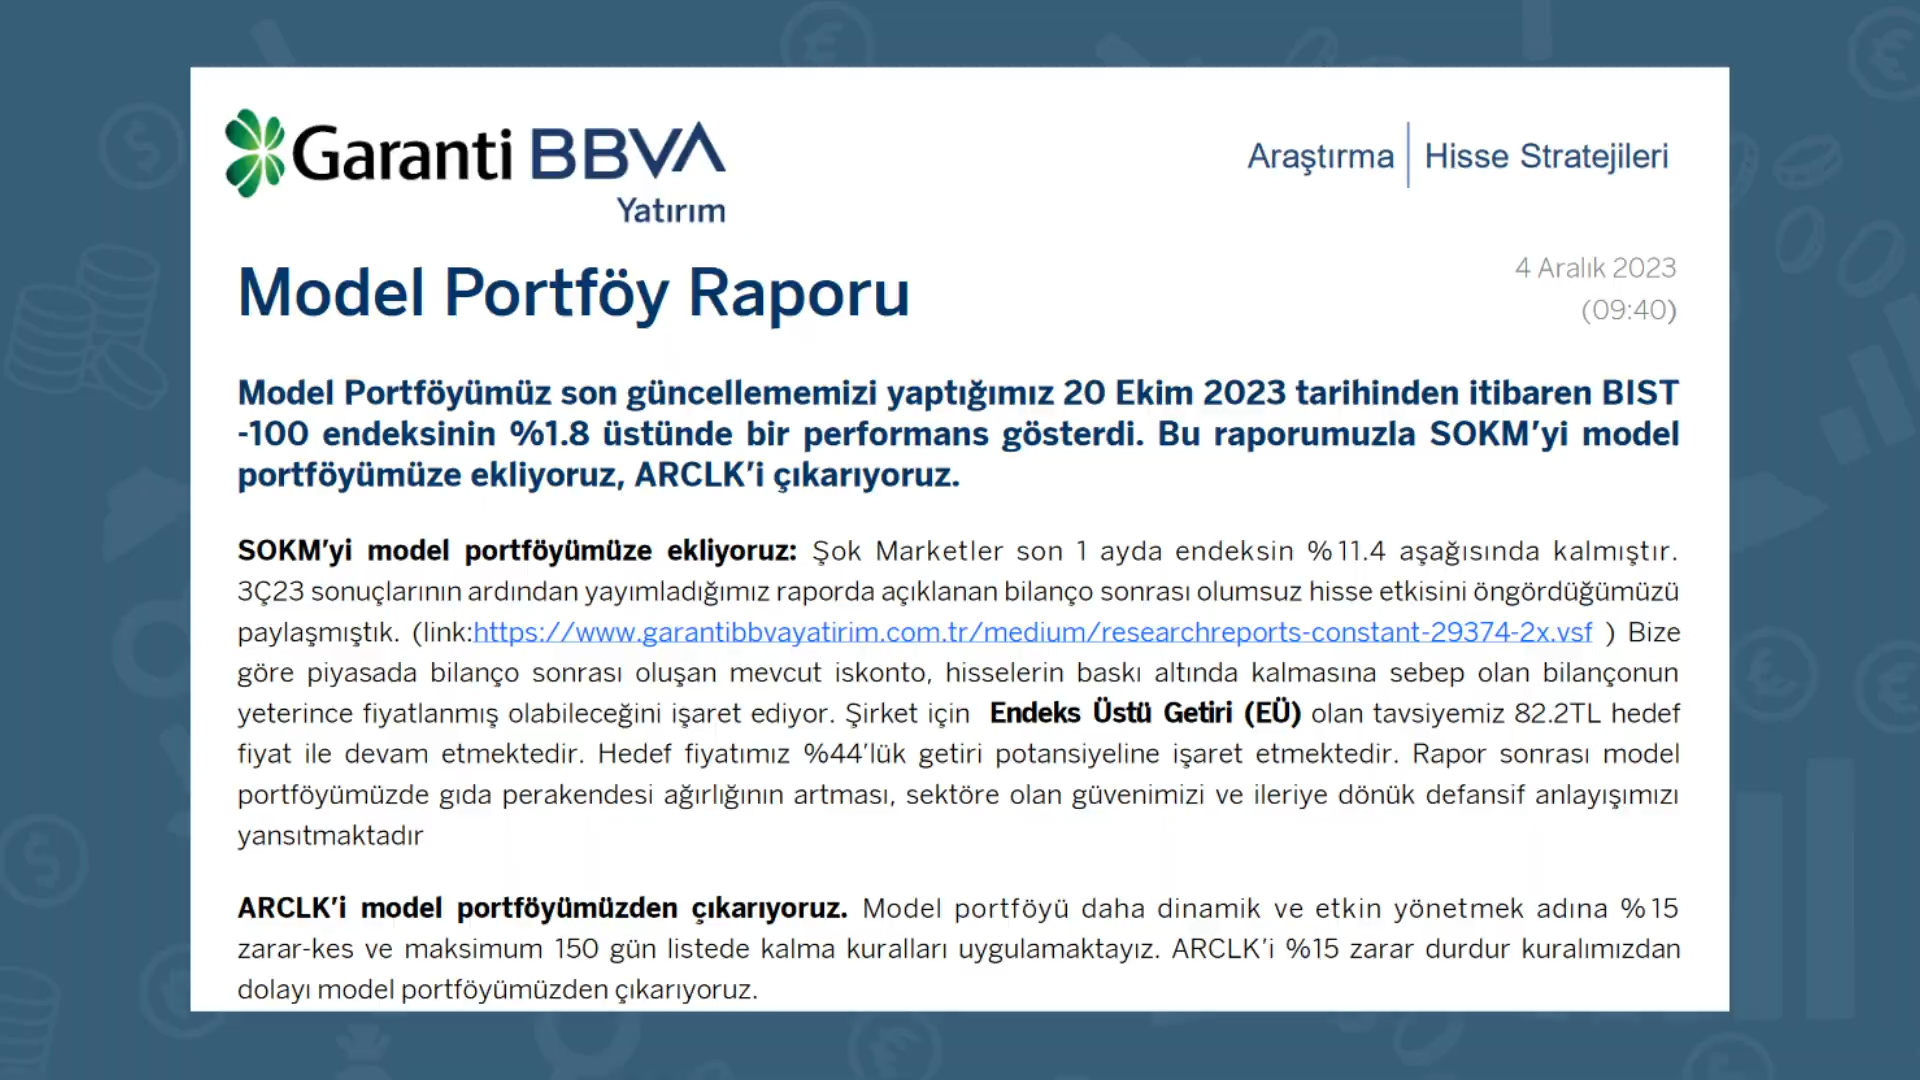 Garanti BBVA
Yatırım
Araştırma | Hisse Stratejileri
4 Aralık 2023
(09:40)
Model Portföy Raporu
Model Portföyümüz son güncellememizi yaptığımız 20 Ekim 2023 tarihinden itibaren BIST
-100 endeksinin %1.8 üstünde bir performans gösterdi. Bu raporumuzla SOKM’yi model
portföyümüze ekliyoruz, ARCLK’i çıkarıyoruz.
SOKM’yi model portföyümüze ekliyoruz: Şok Marketler son 1 ayda endeksin %11.4 aşağısında kalmıştır.
3Ç23 sonuçlarının ardından yayımladığımız raporda açıklanan bilanço sonrası olumsuz hisse etkisini öngördüğümüzü
paylaşmıştık. (link:https://www.garantibbvayatirim.com.tr/medium/researchreports-constant-29374-2x.vsf ) Bize
göre piyasada bilanço sonrası oluşan mevcut iskonto, hisselerin baskı altında kalmasına sebep olan bilançonun
yeterince fiyatlanmış olabileceğini işaret ediyor. Şirket için Endeks Üstü Getiri (EÜ) olan tavsiyemiz 82.2TL hedef
fiyat ile devam etmektedir. Hedef fiyatımız %44’lük getiri potansiyeline işaret etmektedir. Rapor sonrası model
portföyümüzde gıda perakendesi ağırlığının artması, sektöre olan güvenimizi ve ileriye dönük defansif anlayışımızı
yansıtmaktadır
ARCLK’i model portföyümüzden çıkarıyoruz. Model portföyü daha dinamik ve etkin yönetmek adına %15
zarar-kes ve maksimum 150 gün listede kalma kuralları uygulamaktayız. ARCLK’i %15 zarar durdur kuralımızdan
dolayı model portföyümüzden çıkarıyoruz.